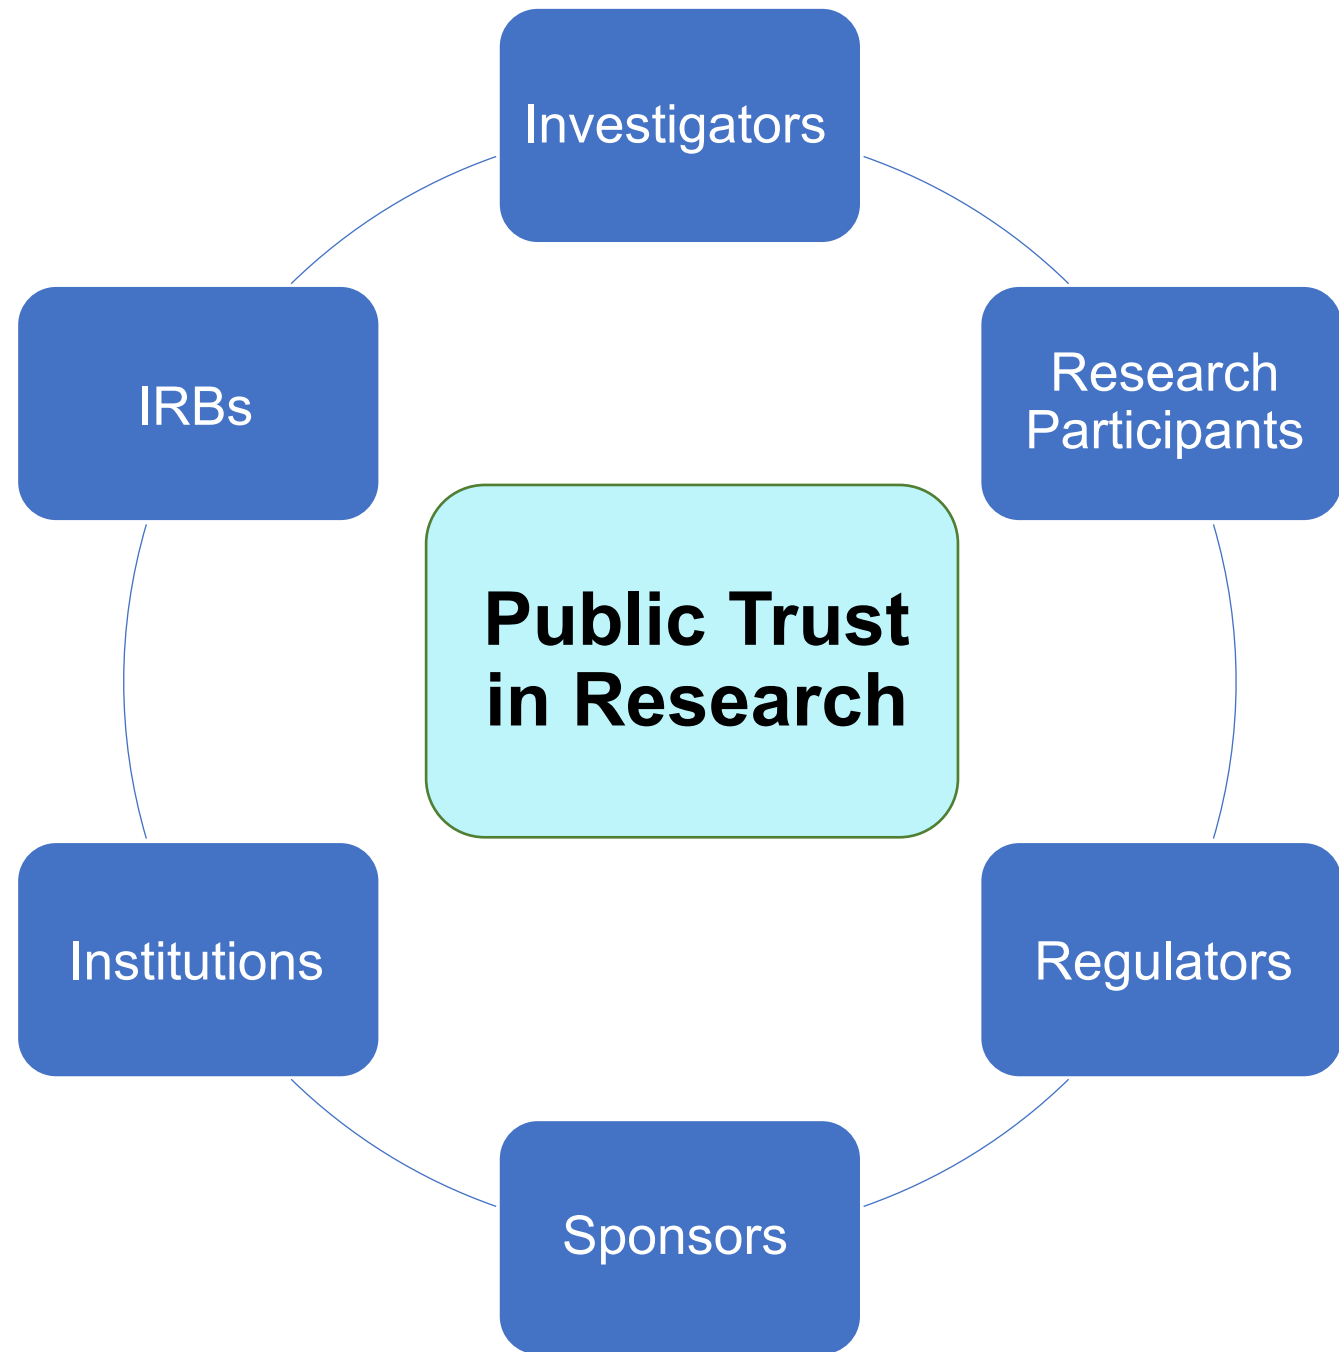 Investigators
IRBs
Research
Participants
Public Trust
in Research
Institutions
Regulators
Sponsors